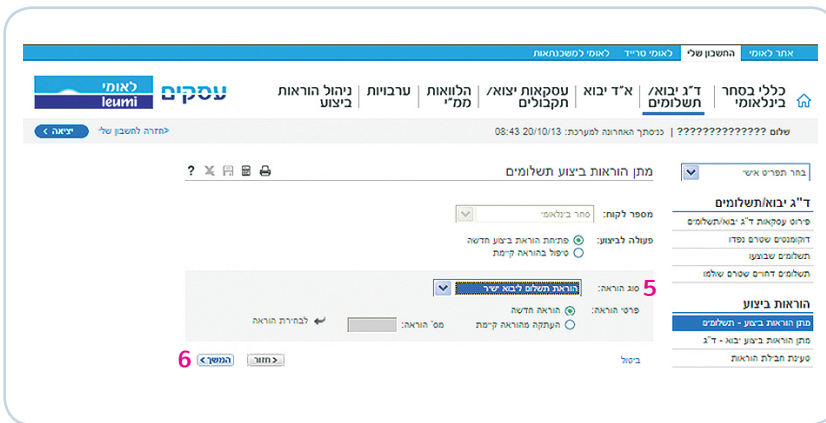 אתר לאומי החשבון שלי לאומי טרייד לאומי למשכנתאות
כללי בסחר בינלאומי
ד"ג יבוא/ תשלומים
א"ד יבוא
עסקאות יצוא/ תקבולים
הלוואות ממ"י
ערבויות
ניהול הוראות ביצוע
עסקים
לאומי
leumi
שלום ?????????????? | כניסתך האחרונה למערכת: 20/10/13 08:43
>חזרה לחשבון שלי
יציאה >
בחר תפריט אישי
ד"ג יבוא/תשלומים
פירוט עסקאות ד"ג יבוא/תשלומים
דוקומנטים שטרם נפדו
תשלומים שבוצעו
תשלומים דחויים שטרם שולמו
הוראות ביצוע
מתן הוראות ביצוע - תשלומים
מתן הוראות ביצוע יבוא - ד"ג
טעינת חבילת הוראות
מתן הוראות ביצוע תשלומים
?
מספר לקוח: סחר בינלאומי
פעולה לביצוע: פתיחת הוראת ביצוע חדשה
טיפול בהוראה קיימת
5 סוג הוראה: הוראת תשלום ליבוא ישיר
פרטי הוראה: הוראה חדשה
העתקה מהוראה קיימת מס' הוראה: לבחירת הוראה
ביטול
< חזור
המשך >
6